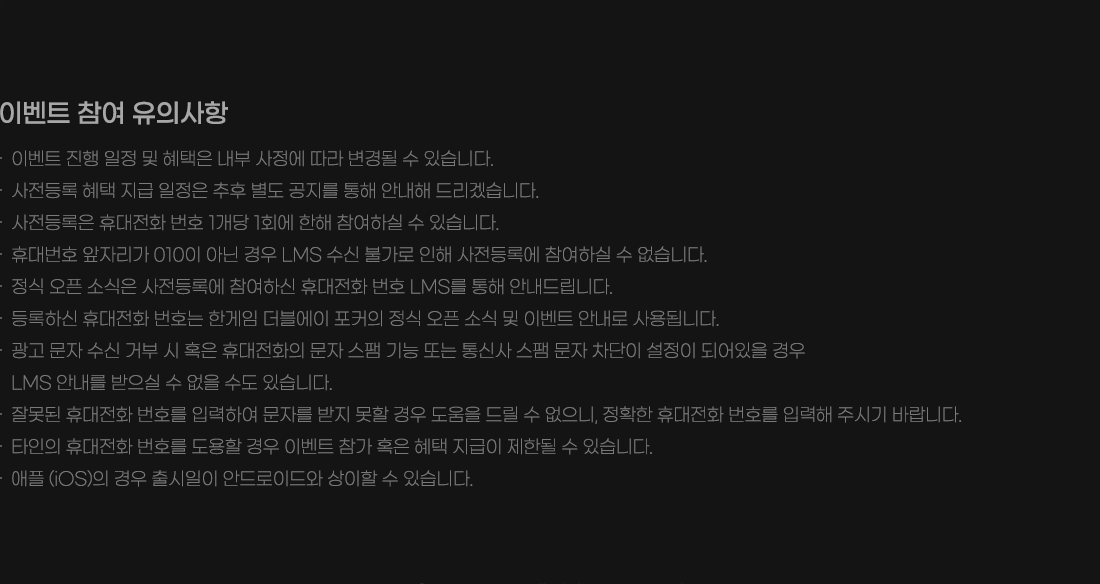 이벤트 참여 유의사항
- 이벤트 진행 일정 및 혜택은 내부 사정에 따라 변경될 수 있습니다.
- 사전등록 혜택 지급 일정은 추후 별도 공지를 통해 안내해 드리겠습니다.
- 사전등록은 휴대전화 번호 1개당 1회에 한해 참여하실 수 있습니다.
- 휴대번호 앞자리가 010이 아닌 경우 LMS 수신 불가로 인해 사전등록에 참여하실 수 없습니다.
- 정식 오픈 소식은 사전등록에 참여하신 휴대전화 번호 LMS를 통해 안내드립니다.
- 등록하신 휴대전화 번호는 한게임 더블에이 포커의 정식 오픈 소식 및 이벤트 안내로 사용됩니다.
- 광고 문자 수신 거부 시 혹은 휴대전화의 문자 스팸 기능 또는 통신사 스팸 문자 차단이 설정이 되어있을 경우
LMS 안내를 받으실 수 없을 수도 있습니다.
- 잘못된 휴대전화 번호를 입력하여 문자를 받지 못할 경우 도움을 드릴 수 없으니, 정확한 휴대전화 번호를 입력해 주시기 바랍니다.
- 타인의 휴대전화 번호를 도용할 경우 이벤트 참가 혹은 혜택 지급이 제한될 수 있습니다.
- 애플 (iOS)의 경우 출시일이 안드로이드와 상이할 수 있습니다.